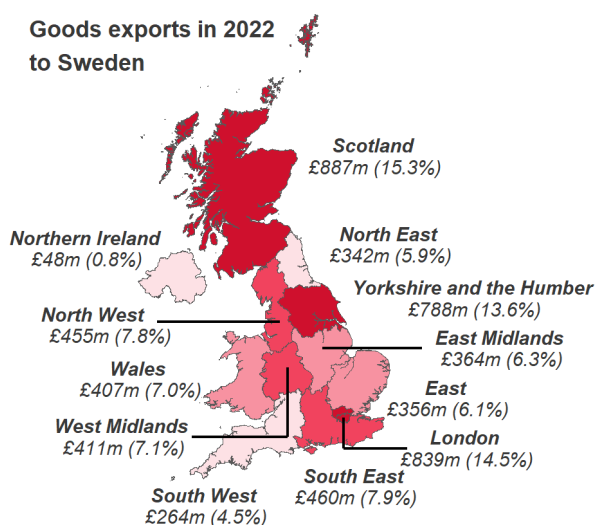 Goods exports in 2022
to Sweden
Scotland
£887m (15.3%)
Northern Ireland
£48m (0.8%)
North East
£342m (5.9%)
Yorkshire and the Humber
£788m (13.6%)
North West
£455m (7.8%)
East Midlands
£364m (6.3%)
Wales
£407m (7.0%)
East
£356m (6.1%)
West Midlands
£411m (7.1%)
London
£839m (14.5%)
South East
£460m (7.9%)
South West
£264m (4.5%)